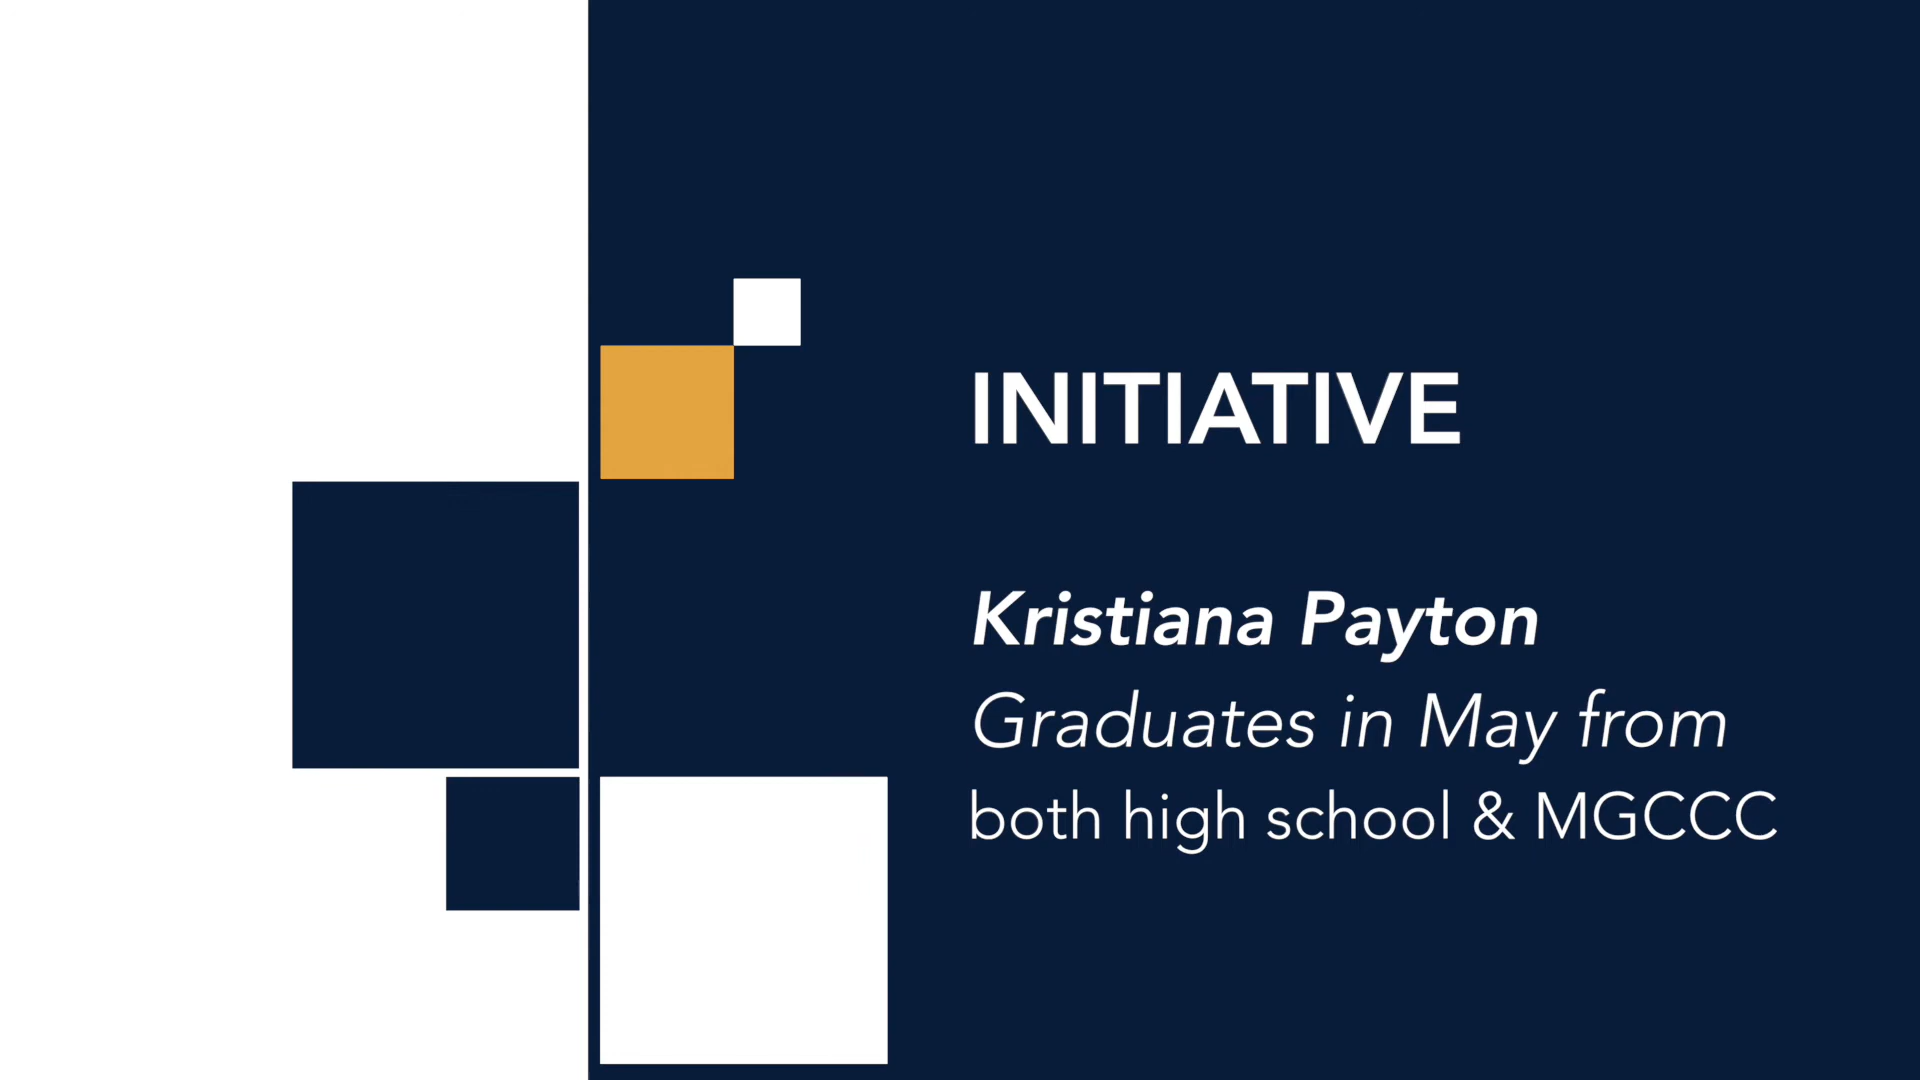 INITIATIVE
Kristiana Payton
Graduates in May from
both high school & MGCCC